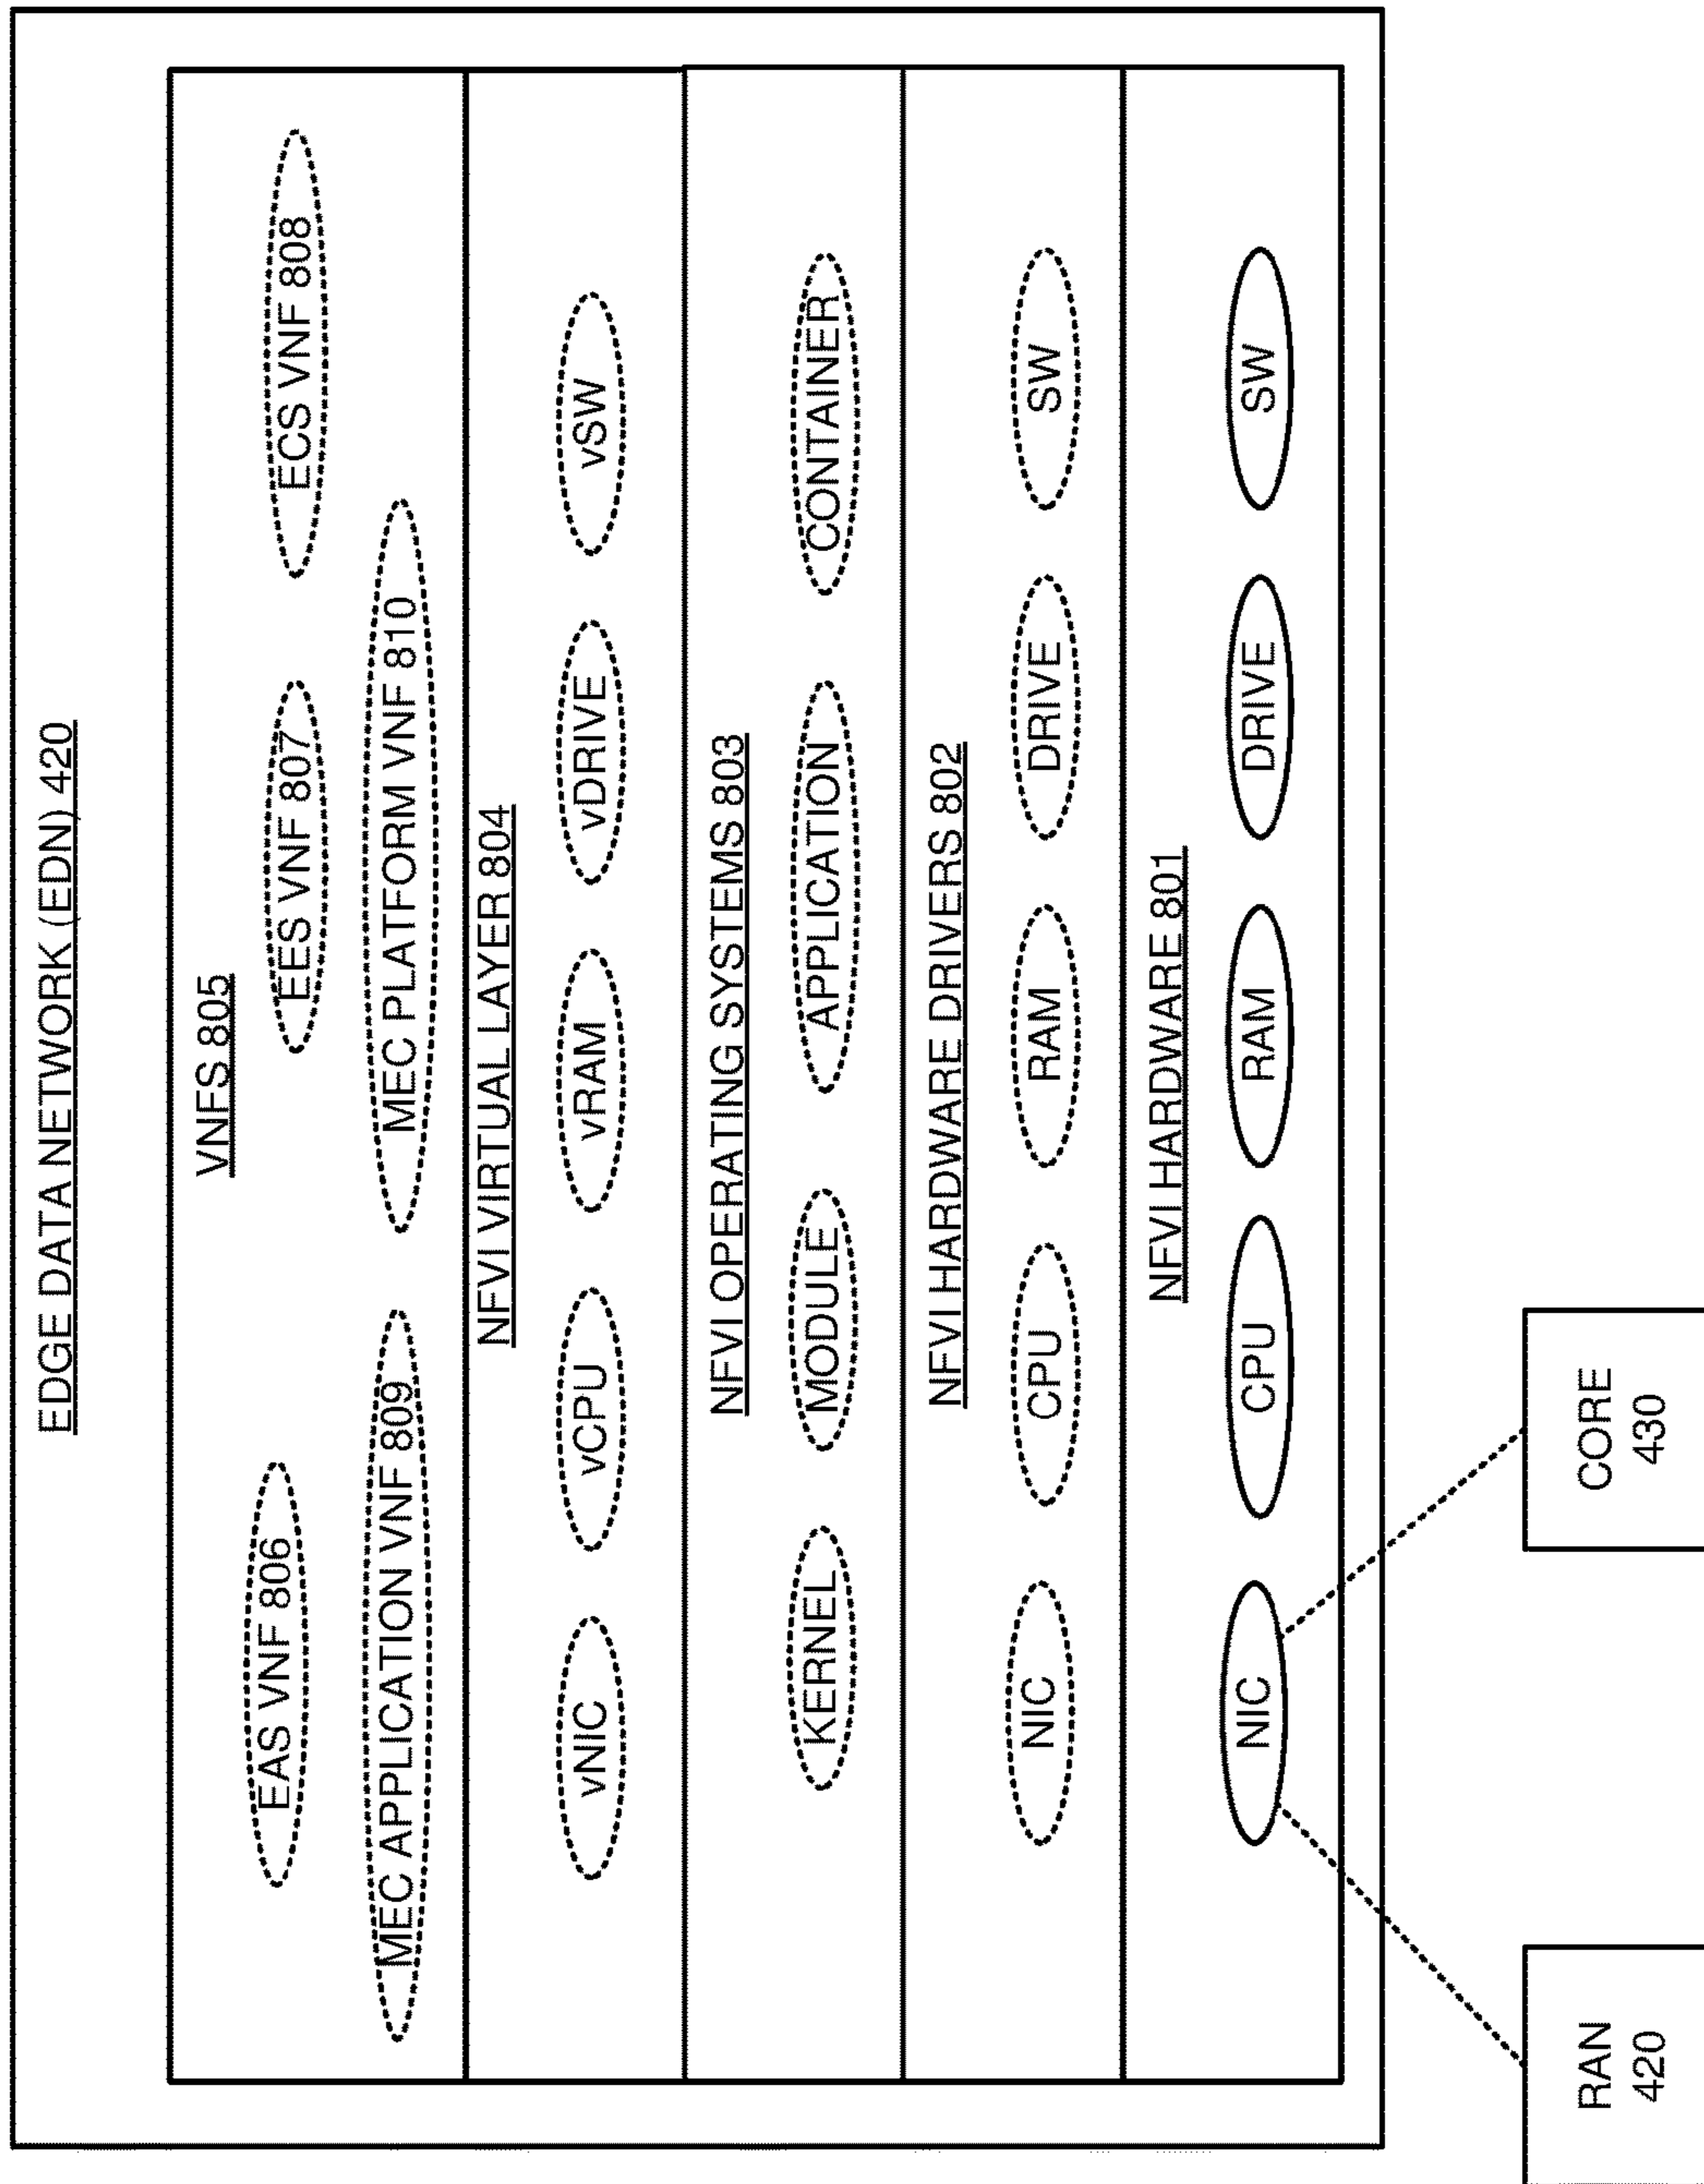 EDGE DATA NETWORK (EDN) 420
VNFS 805
EAS VNF 806
EES VNF 807
ECS VNF 808
MEC APPLICATION VNF 809
MEC PLATFORM VNF 810
NFVI VIRTUAL LAYER 804
vNIC
vCPU
vRAM
vDRIVE
vSW
NFVI OPERATING SYSTEMS 803
KERNEL
MODULE
APPLICATION
CONTAINER
NFVI HARDWARE DRIVERS 802
NIC
CPU
RAM
DRIVE
SW
NFVI HARDWARE 801
NIC
CPU
RAM
DRIVE
SW
RAN
420
CORE
430